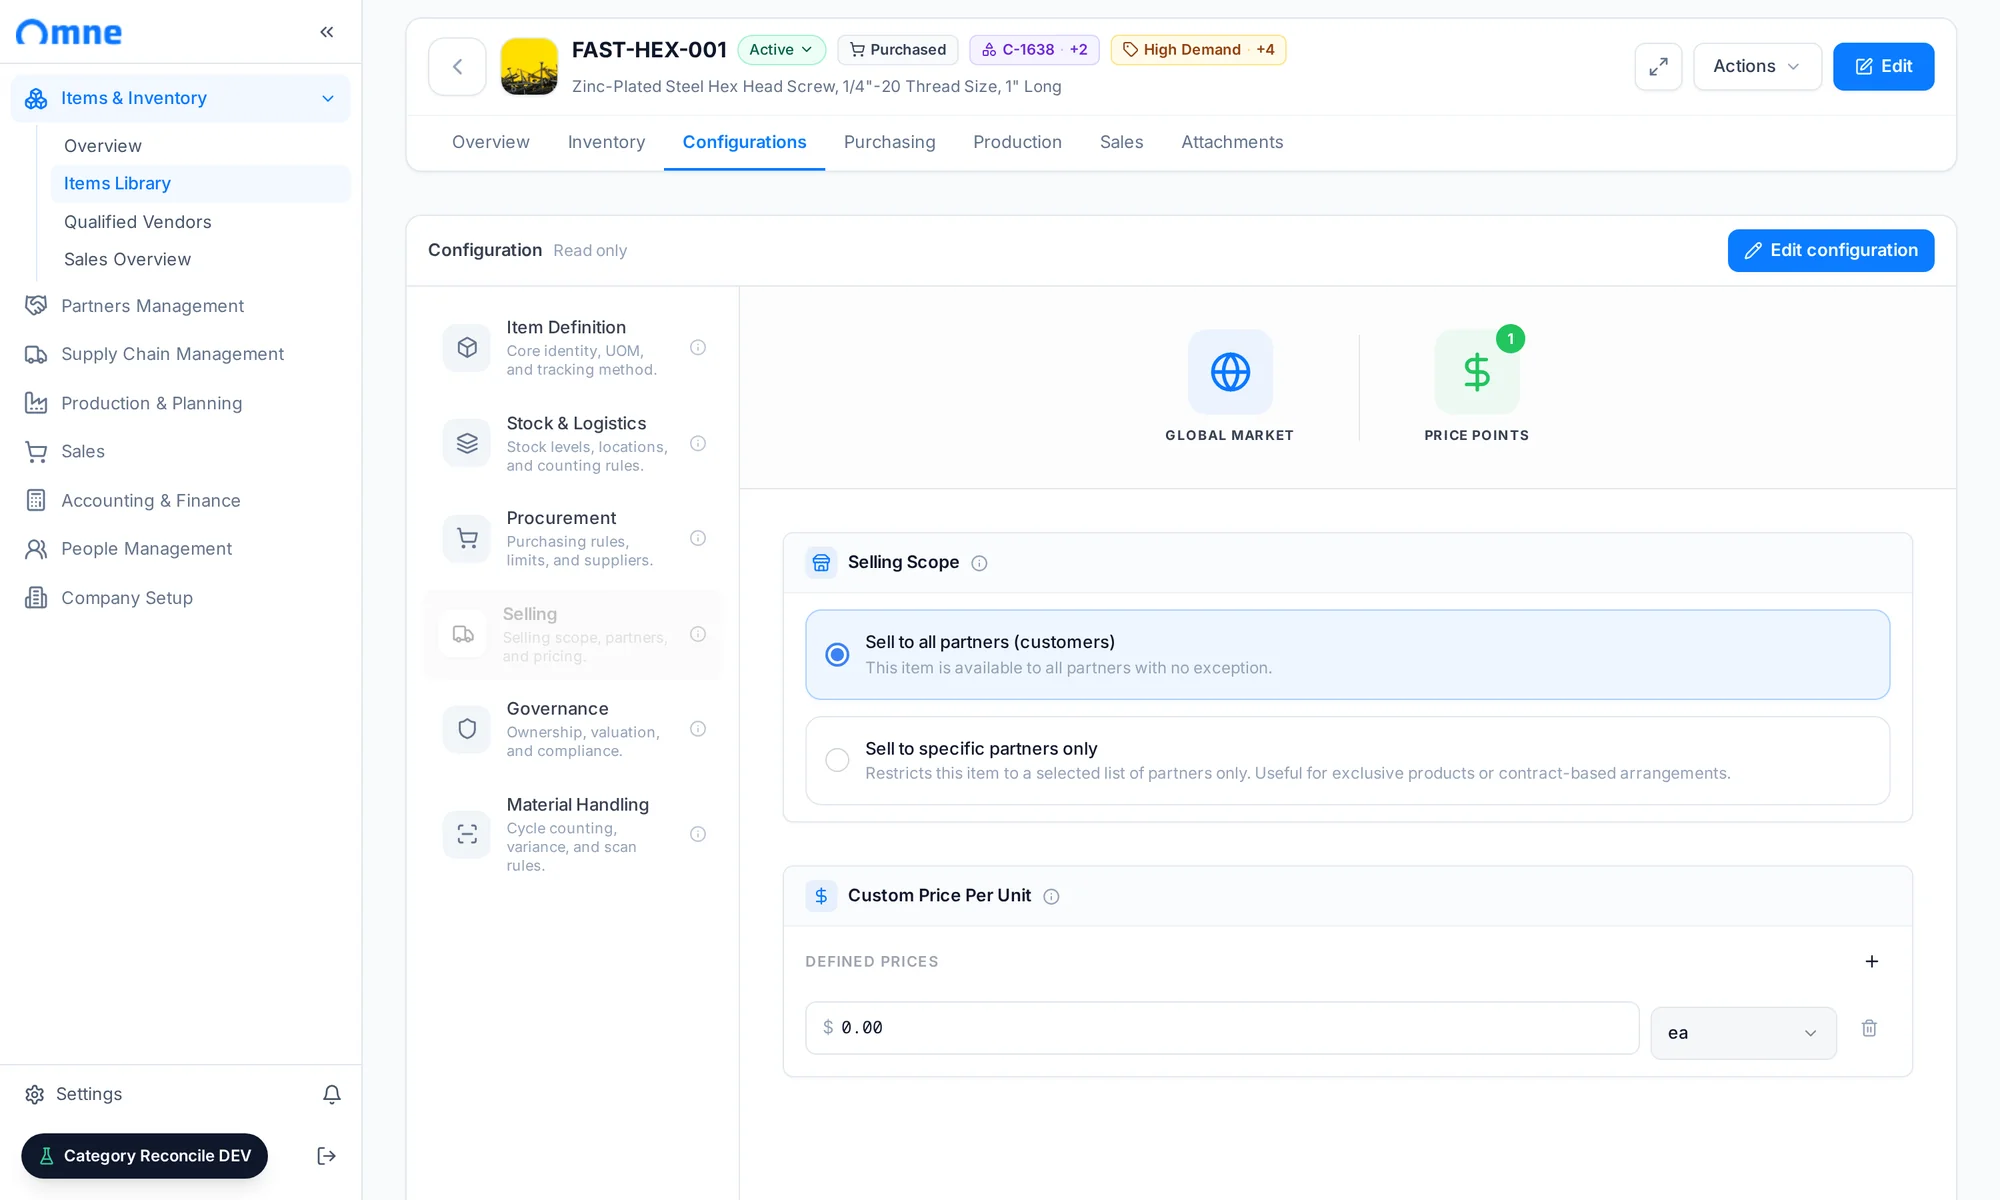 Omne
Items & Inventory
Overview
Items Library
Qualified Vendors
Sales Overview
Partners Management
Supply Chain Management
Production & Planning
Sales
Accounting & Finance
People Management
Company Setup
Settings
Category Reconcile DEV
FAST-HEX-001
Active
Purchased
C-1638 · +2
High Demand · +4
Zinc-Plated Steel Hex Head Screw, 1/4"-20 Thread Size, 1" Long
Actions
Edit
Overview
Inventory
Configurations
Purchasing
Production
Sales
Attachments
Configuration Read only
Edit configuration
Item Definition
Core identity, UOM,
and tracking method.
Stock & Logistics
Stock levels, locations,
and counting rules.
Procurement
Purchasing rules,
limits, and suppliers.
Selling
Selling scope, partners,
and pricing.
Governance
Ownership, valuation,
and compliance.
Material Handling
Cycle counting,
variance, and scan
rules.
GLOBAL MARKET
1
PRICE POINTS
Selling Scope
Sell to all partners (customers)
This item is available to all partners with no exception.
Sell to specific partners only
Restricts this item to a selected list of partners only. Useful for exclusive products or contract-based arrangements.
Custom Price Per Unit
DEFINED PRICES
$ 0.00
ea